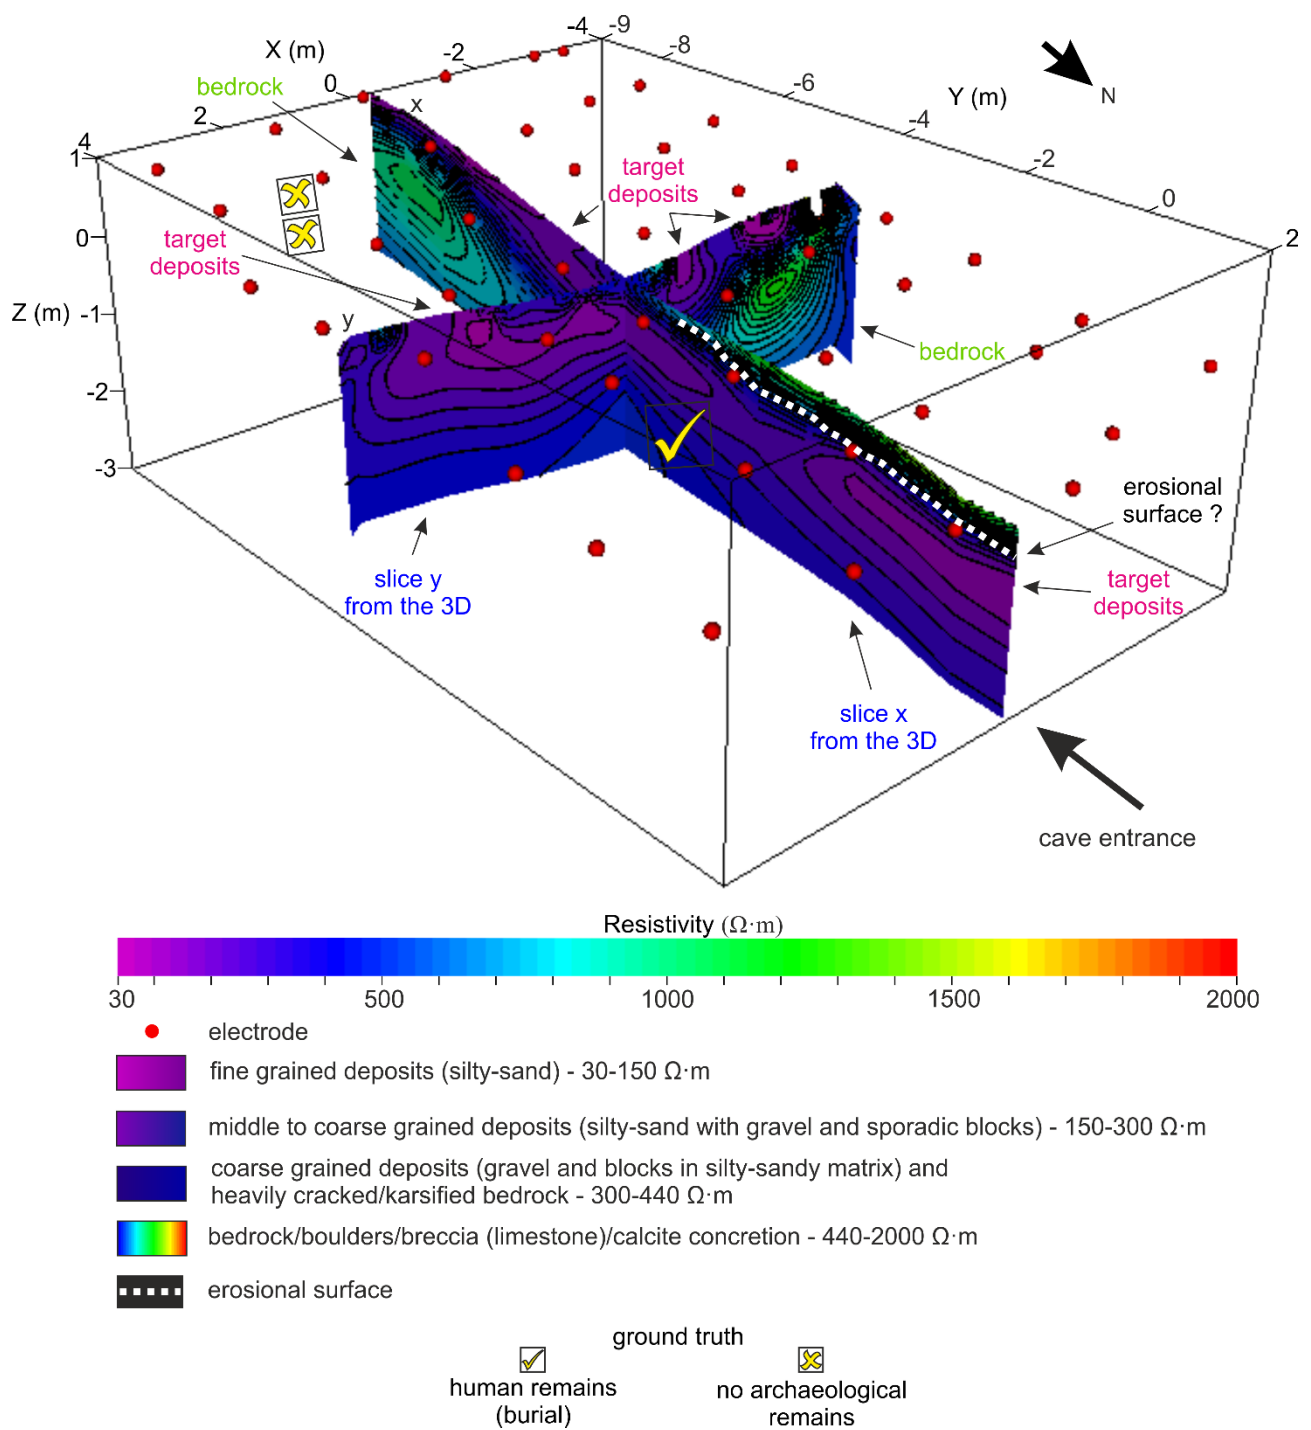 X (m)
-4
-9
-2
-8
bedrock
0
x
-6
Y (m)
N
2
-4
4
1
target
deposits
-2
0
target
deposits
0
2
Z (m)
-1
y
bedrock
-2
-3
erosional
surface ?
slice y
from the 3D
target
deposits
slice x
from the 3D
cave entrance
Resistivity (Ω·m)
30
500
1000
1500
2000
electrode
fine grained deposits (silty-sand) - 30-150 Ω·m
middle to coarse grained deposits (silty-sand with gravel and sporadic blocks) - 150-300 Ω·m
coarse grained deposits (gravel and blocks in silty-sandy matrix) and
heavily cracked/karsified bedrock - 300-440 Ω·m
bedrock/boulders/breccia (limestone)/calcite concretion - 440-2000 Ω·m
erosional surface
ground truth
human remains
(burial)
no archaeological
remains